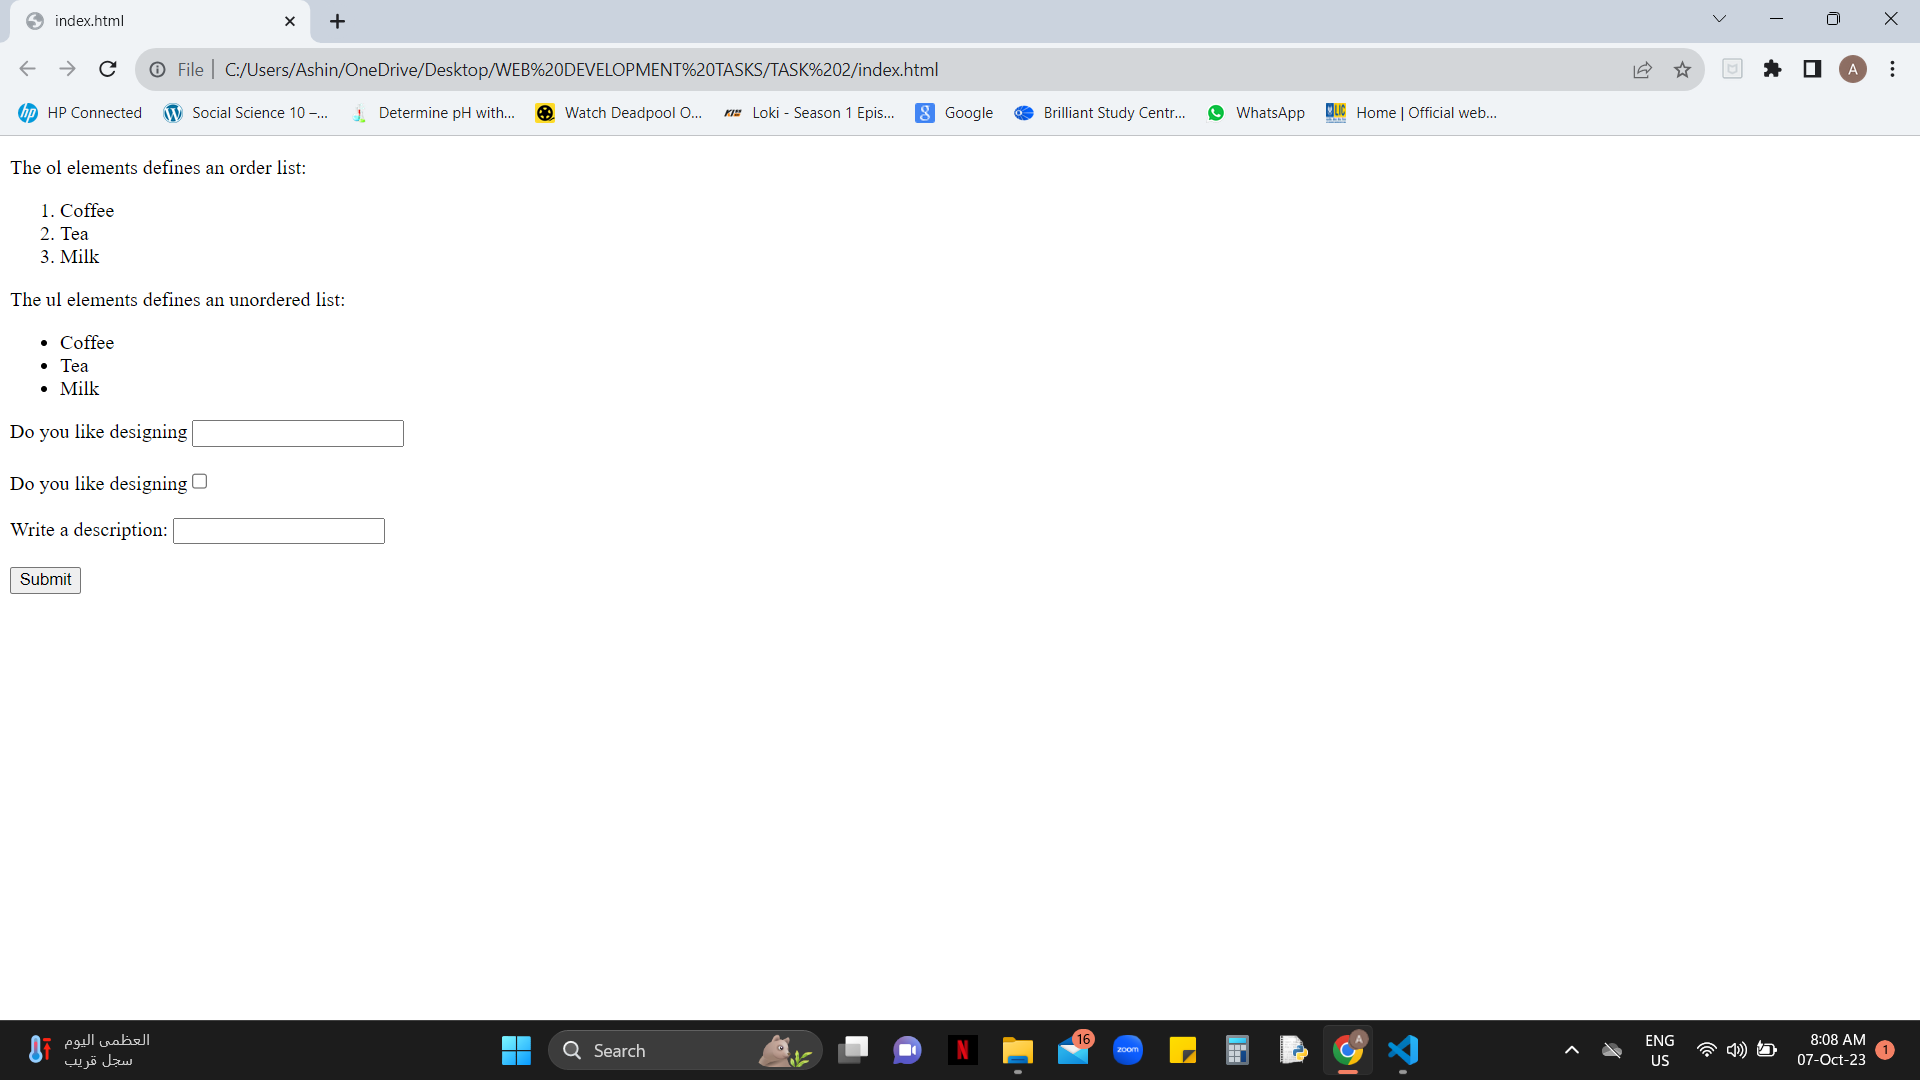 index.html
File | C:/Users/Ashin/OneDrive/Desktop/WEB%20DEVELOPMENT%20TASKS/TASK%202/index.html
A
HP Connected Social Science 10 –... Determine pH with... Watch Deadpool O... Loki - Season 1 Epis... Google Brilliant Study Centr... WhatsApp Home | Official web...
The ol elements defines an order list:
1. Coffee
2. Tea
3. Milk
The ul elements defines an unordered list:
• Coffee
• Tea
• Milk
Do you like designing
Do you like designing
Write a description:
Submit
العظمى اليوم
سجل قريب
Search
N
16
zoom
A
ENG
US
8:08 AM
07-Oct-23
1